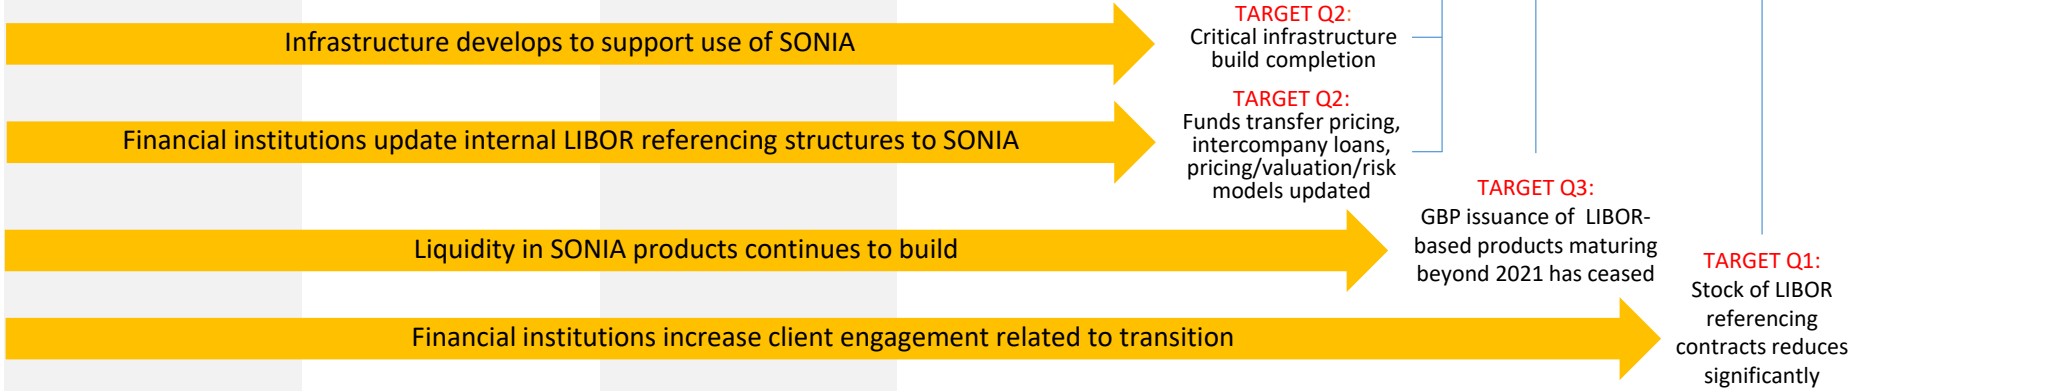 Infrastructure develops to support use of SONIA
TARGET Q2:
Critical infrastructure
build completion
Financial institutions update internal LIBOR referencing structures to SONIA
TARGET Q2:
Funds transfer pricing,
intercompany loans,
pricing/valuation/risk
models updated
Liquidity in SONIA products continues to build
TARGET Q3:
GBP issuance of LIBOR-
based products maturing
beyond 2021 has ceased
Financial institutions increase client engagement related to transition
TARGET Q1:
Stock of LIBOR
referencing
contracts reduces
significantly